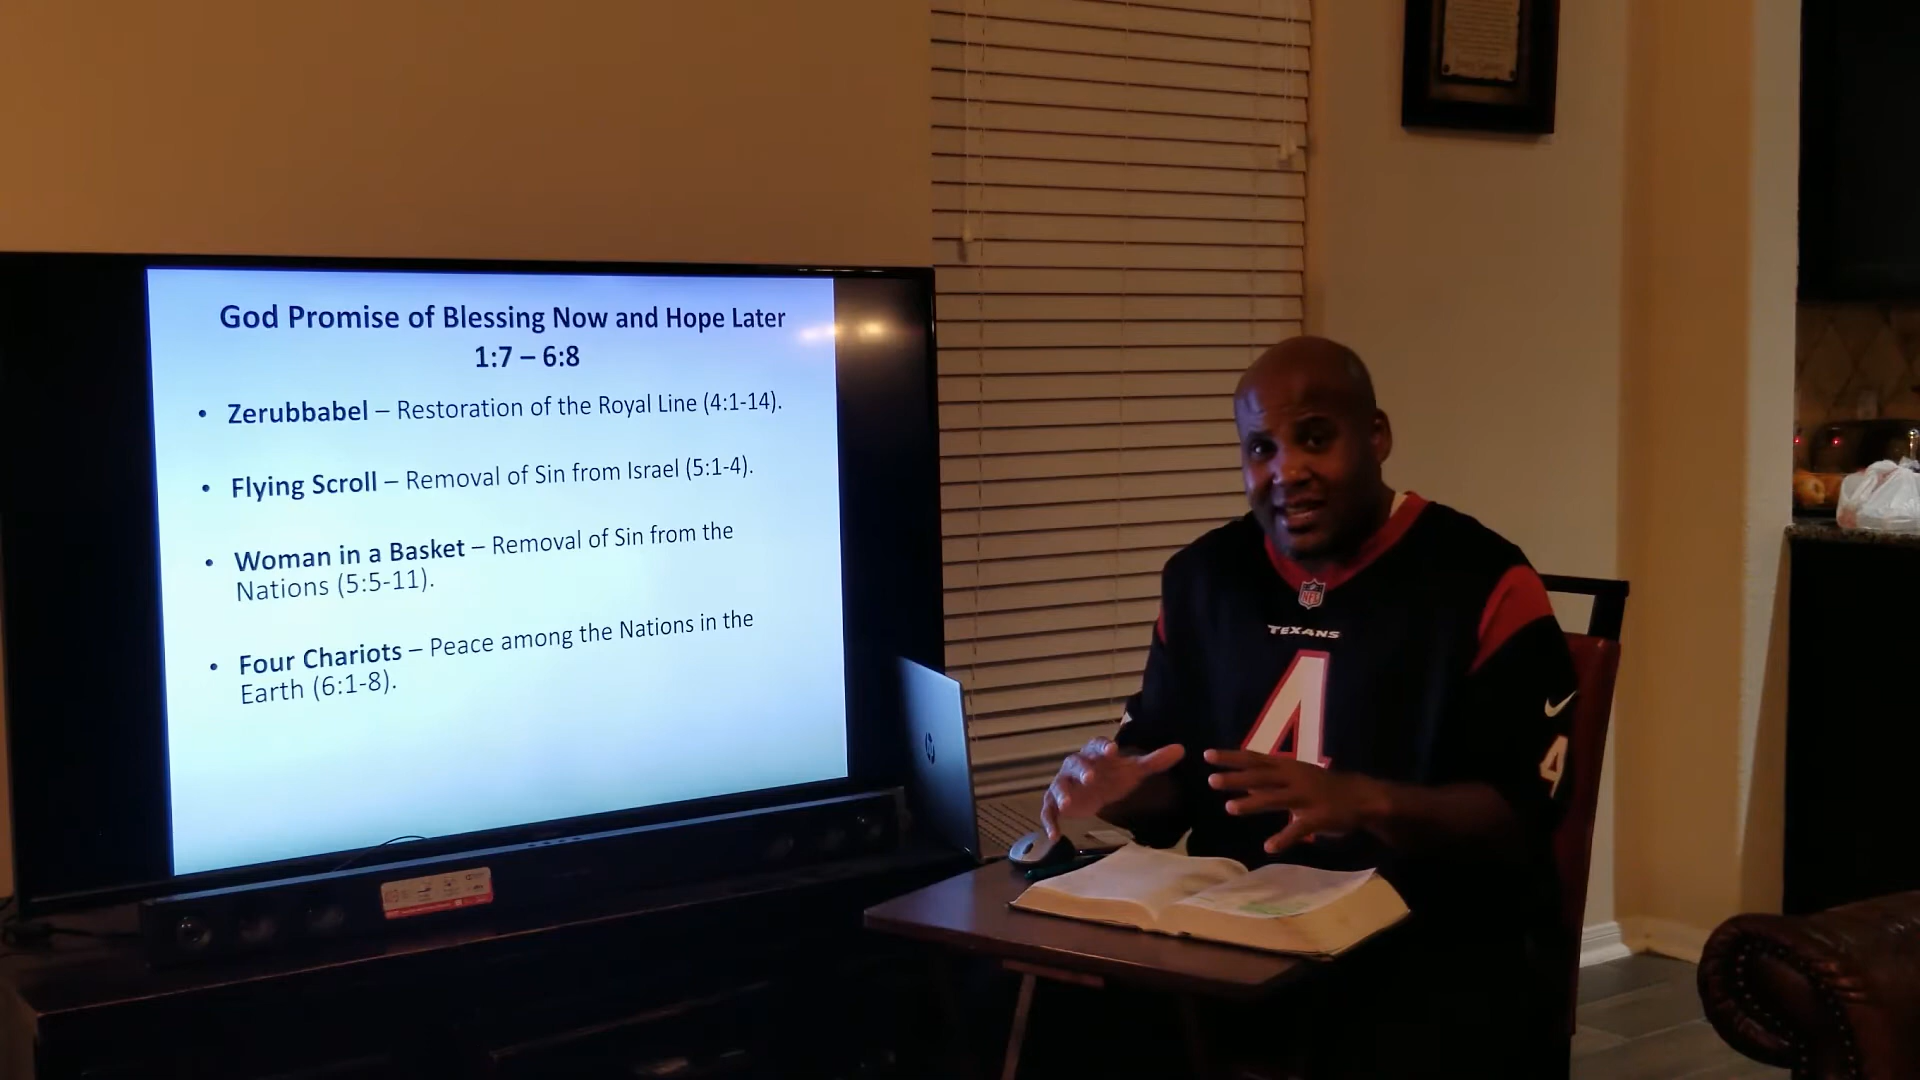 God Promise of Blessing Now and Hope Later
1:7 – 6:8
• Zerubbabel – Restoration of the Royal Line (4:1-14).
• Flying Scroll – Removal of Sin from Israel (5:1-4).
• Woman in a Basket – Removal of Sin from the
Nations (5:5-11).
• Four Chariots – Peace among the Nations in the
Earth (6:1-8).
hp
NFL
TEXANS
4
4